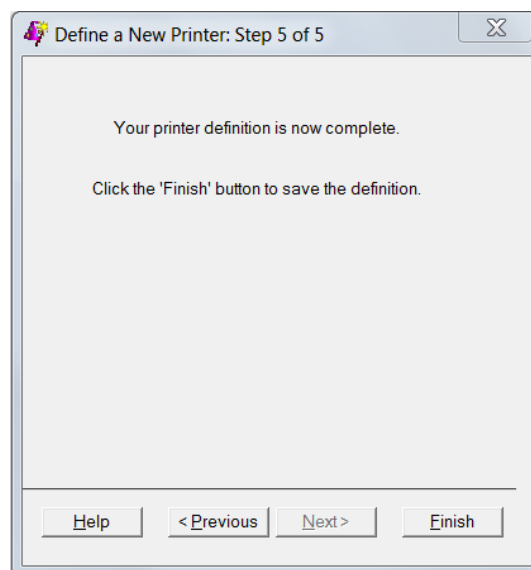 Define a New Printer: Step 5 of 5
Your printer definition is now complete.
Click the 'Finish' button to save the definition.
Help < Previous Next > Finish